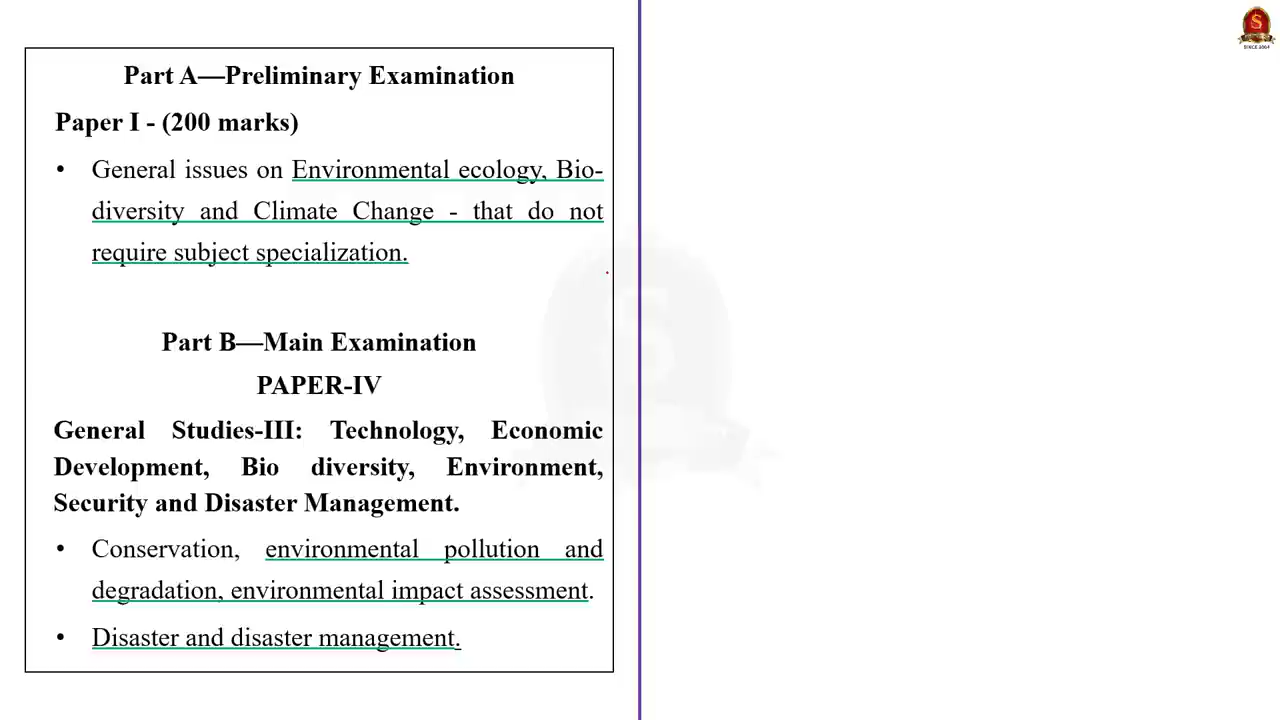 Part A—Preliminary Examination
Paper I - (200 marks)
• General issues on Environmental ecology, Bio-
diversity and Climate Change - that do not
require subject specialization.
Part B—Main Examination
PAPER-IV
General Studies-III: Technology, Economic
Development, Bio diversity, Environment,
Security and Disaster Management.
• Conservation, environmental pollution and
degradation, environmental impact assessment.
• Disaster and disaster management.
S